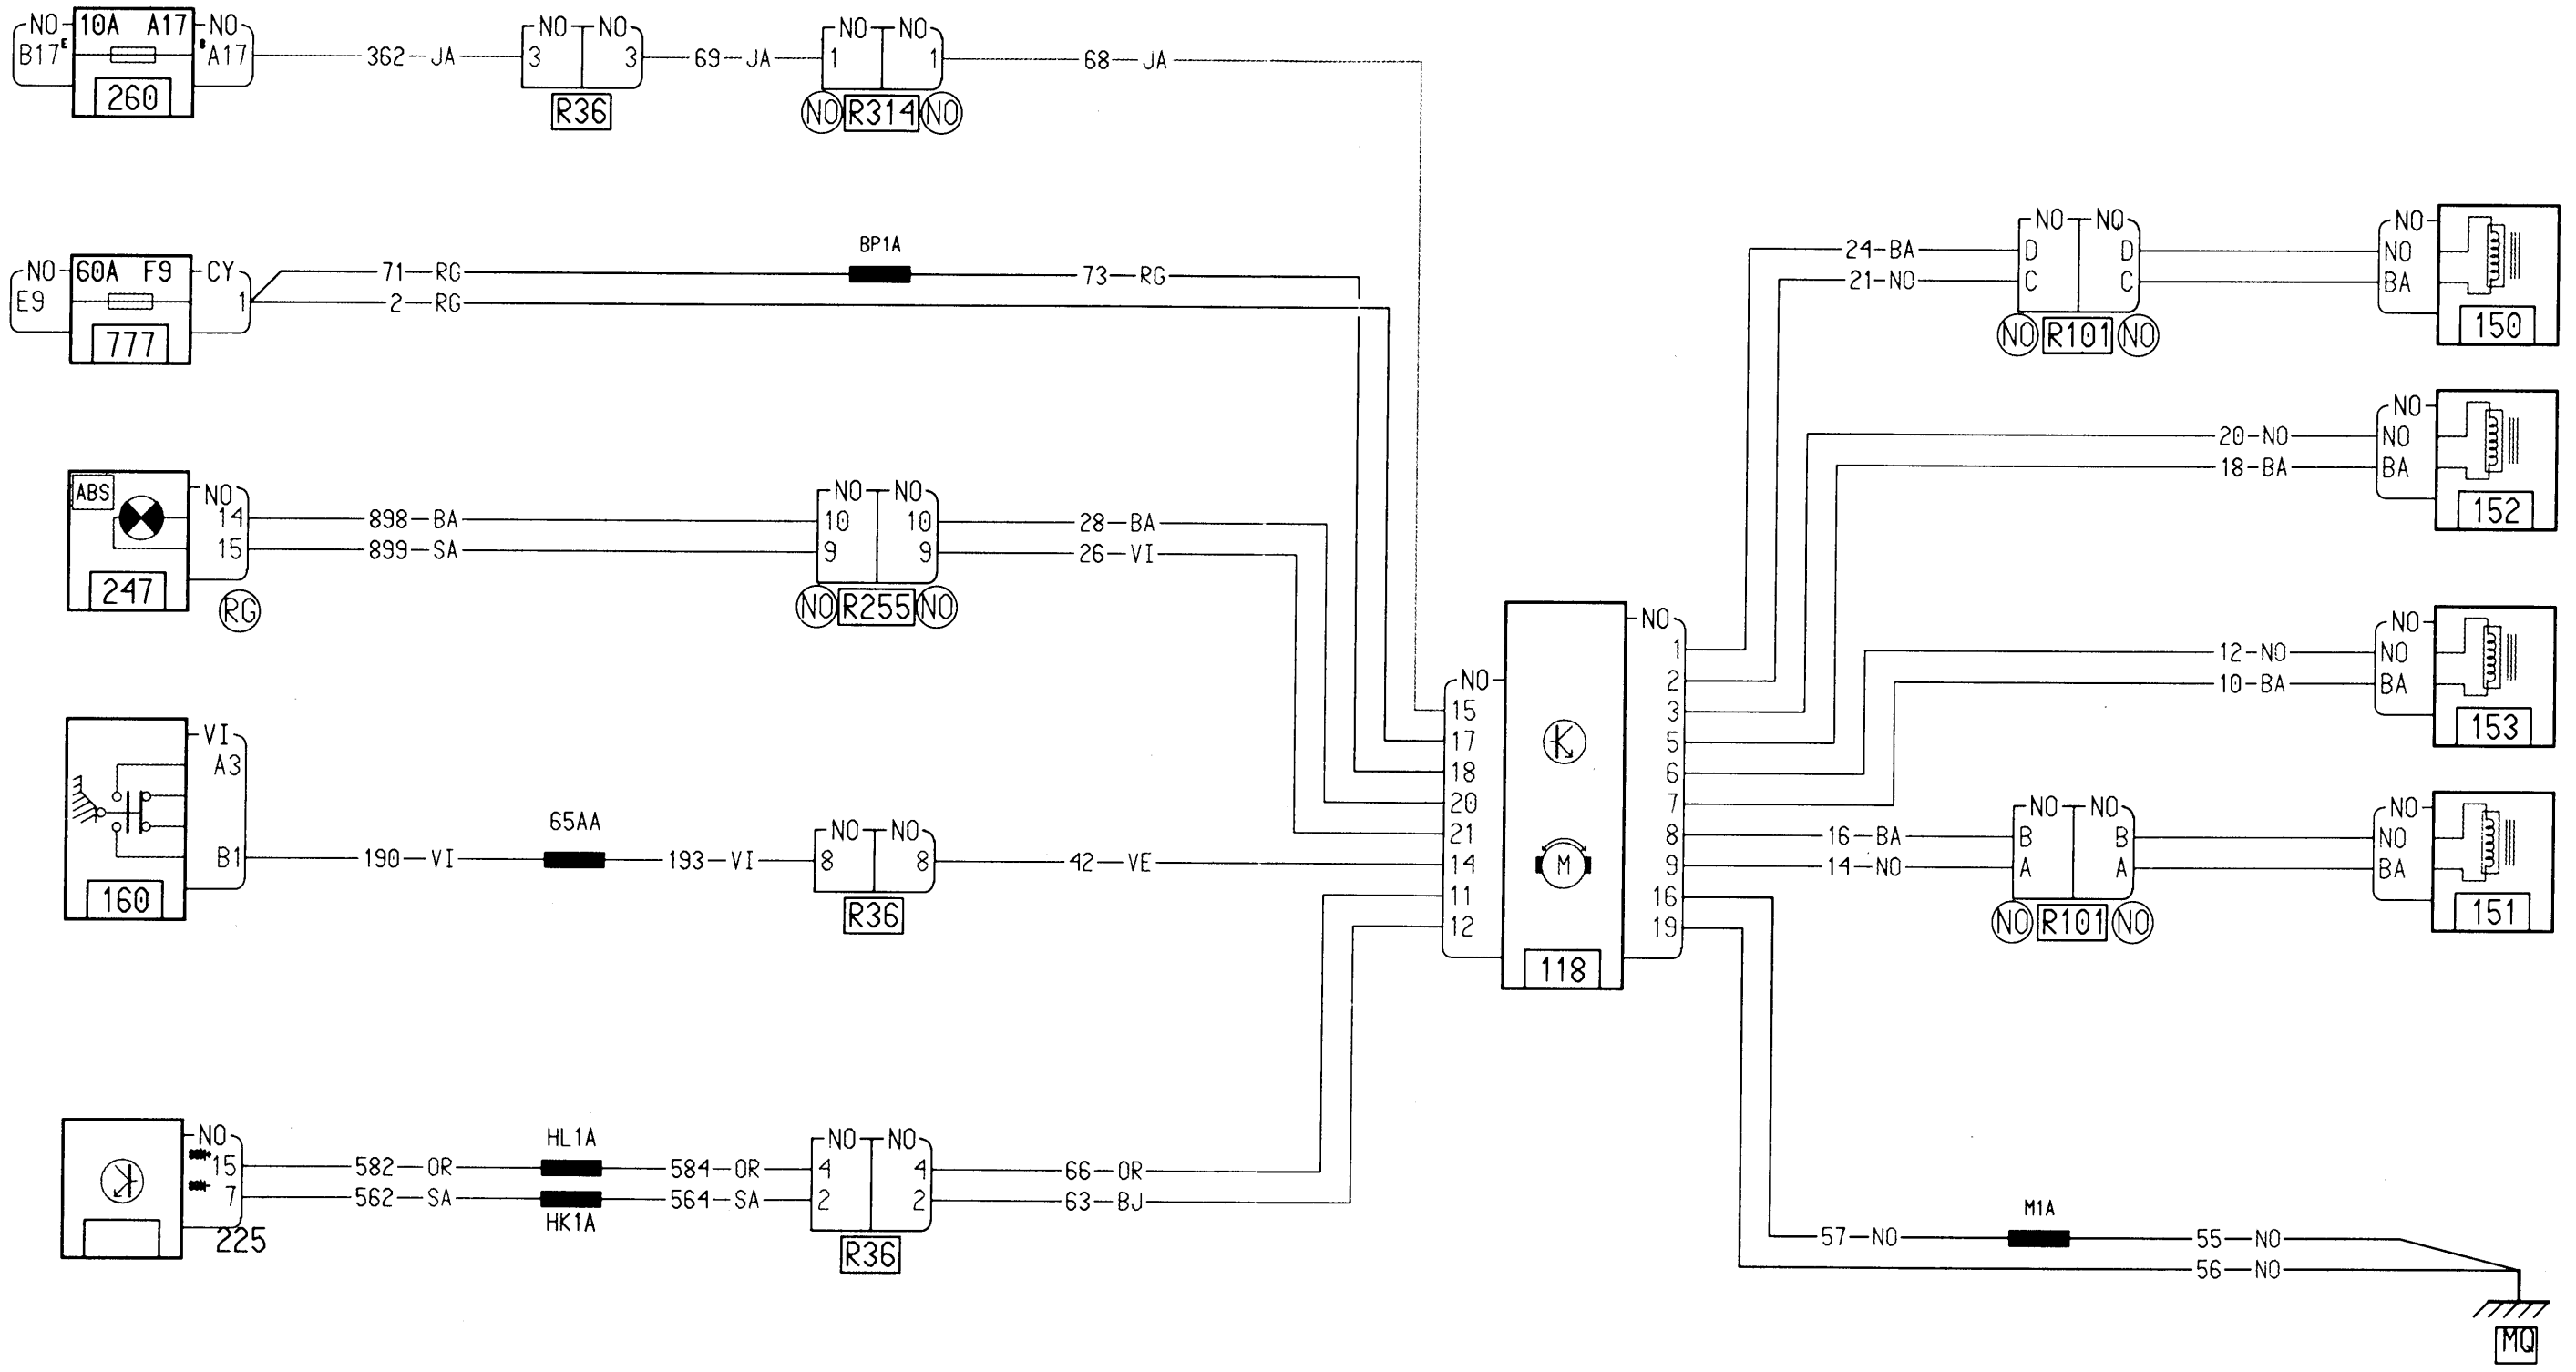 NO 10A A17 NO
B17 E 8 A17 362-JA 3 3 69-JA 1 1 68-JA
NO NO NO NO
260 R36 NO R314 NO
BP1A
NO 60A F9 CY 71-RG 73-RG
E9 1 2-RG
777
ABS NO NO NO
14 898-BA 10 10 28-BA
15 899-SA 9 9 26-VI
247 RG NO R255 NO
VI
A3
65AA NO NO
B1 190-VI 193-VI 8 8 42-VE
160 R36
NO HL1A NO NO
15 582-OR 584-OR 4 4 66-OR
7 562-SA 564-SA 2 2 63-BJ
225 HK1A R36
NO
15
17
18
20
21
14
11
12
M
118
NO
1
2
3
5
6
7
8
9
16
19
NO NO NO
24-BA D D NO
21-NO C C BA
NO R101 NO 150
NO
20-NO NO
18-BA BA
152
NO
12-NO NO
10-BA BA
153
NO NO NO
16-BA B B NO
14-NO A A BA
NO R101 NO 151
M1A
57-NO 55-NO
56-NO
MQ